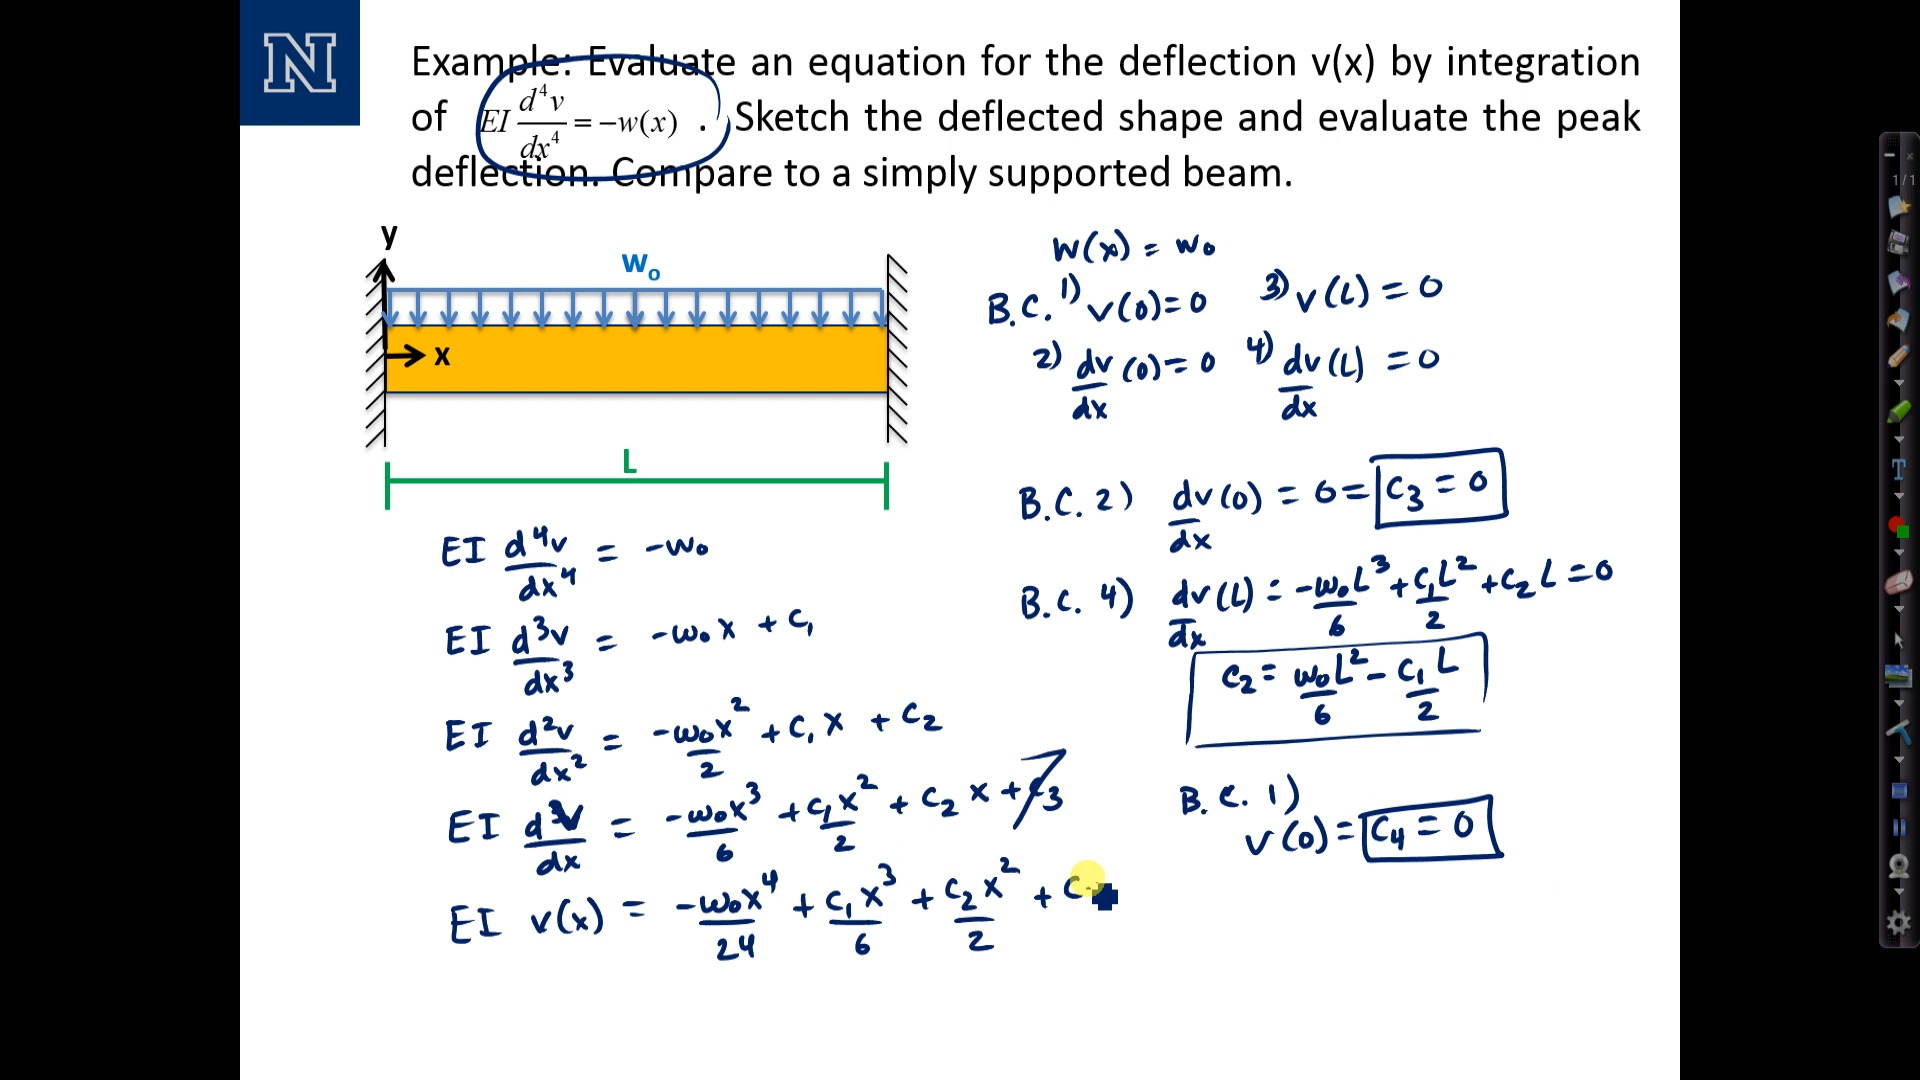 N
Example: Evaluate an equation for the deflection v(x) by integration
of EI d⁴v/dx⁴ = −w(x) . Sketch the deflected shape and evaluate the peak
deflection. Compare to a simply supported beam.
y
w₀
x
L
EI d⁴v/dx⁴ = -w₀
EI d³v/dx³ = -w₀x + c₁
EI d²v/dx² = -w₀x²/2 + c₁x + c₂
EI dv/dx = -w₀x³/6 + c₁x²/2 + c₂x + c₃
EI v(x) = -w₀x⁴/24 + c₁x³/6 + c₂x²/2 + c
w(x) = w₀
B.C. 1) v(0)=0 3) v(L) = 0
2) dv/dx (0) = 0 4) dv/dx (L) = 0
B.C. 2) dv/dx (0) = 0 = c₃ = 0
B.C. 4) dv/dx (L) = -w₀L³/6 + c₁L²/2 + c₂L = 0
c₂ = w₀L²/6 - c₁L/2
B.C. 1)
v(0) = c₄ = 0
1/1
T